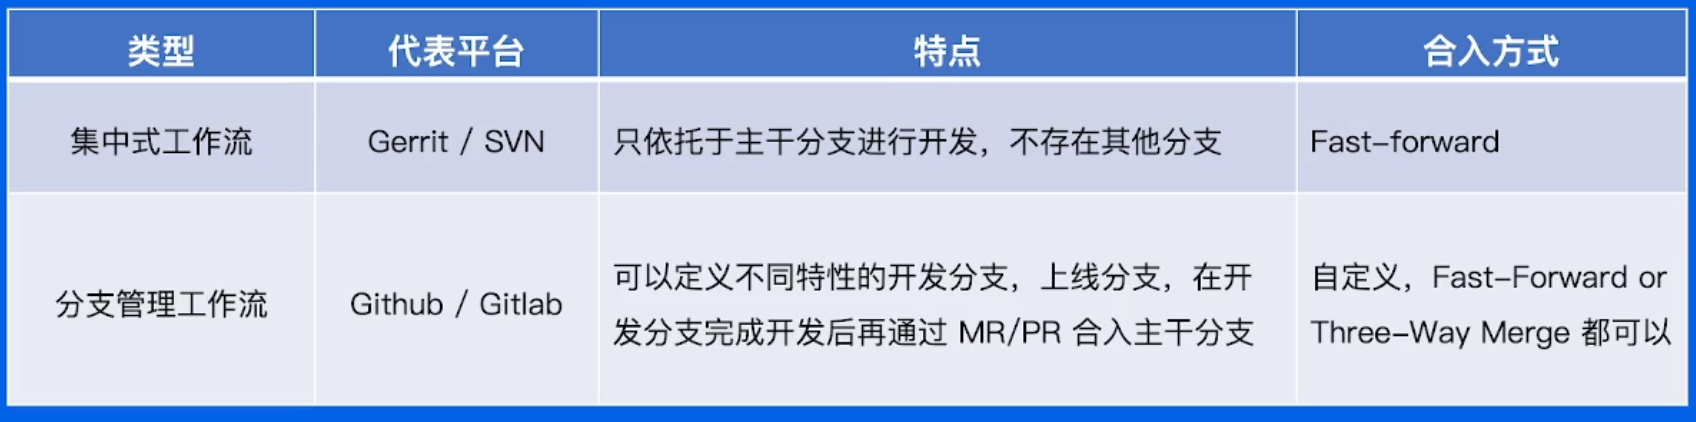 类型
代表平台
特点
合入方式
集中式工作流
Gerrit / SVN
只依托于主干分支进行开发，不存在其他分支
Fast-forward
分支管理工作流
Github / Gitlab
可以定义不同特性的开发分支，上线分支，在开
发分支完成开发后再通过 MR/PR 合入主干分支
自定义，Fast-Forward or
Three-Way Merge 都可以